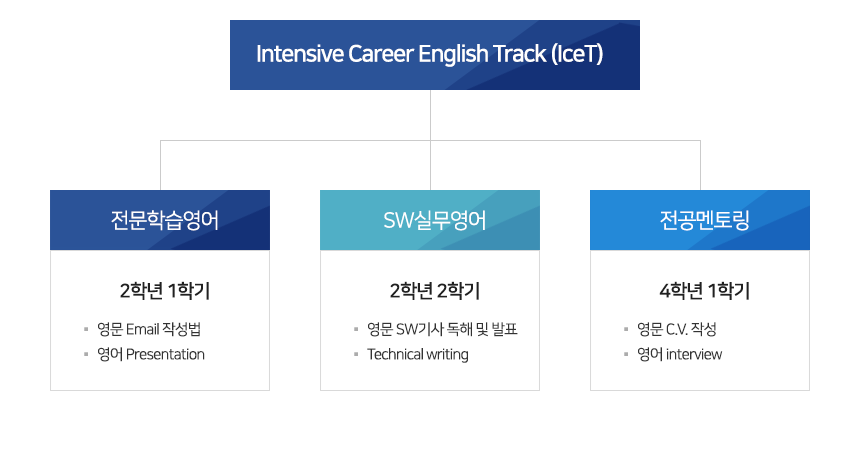 Intensive Career English Track (IceT)
전문학습영어
2학년 1학기
영문 Email 작성법
영어 Presentation
SW실무영어
2학년 2학기
영문 SW기사 독해 및 발표
Technical writing
전공멘토링
4학년 1학기
영문 C.V. 작성
영어 interview